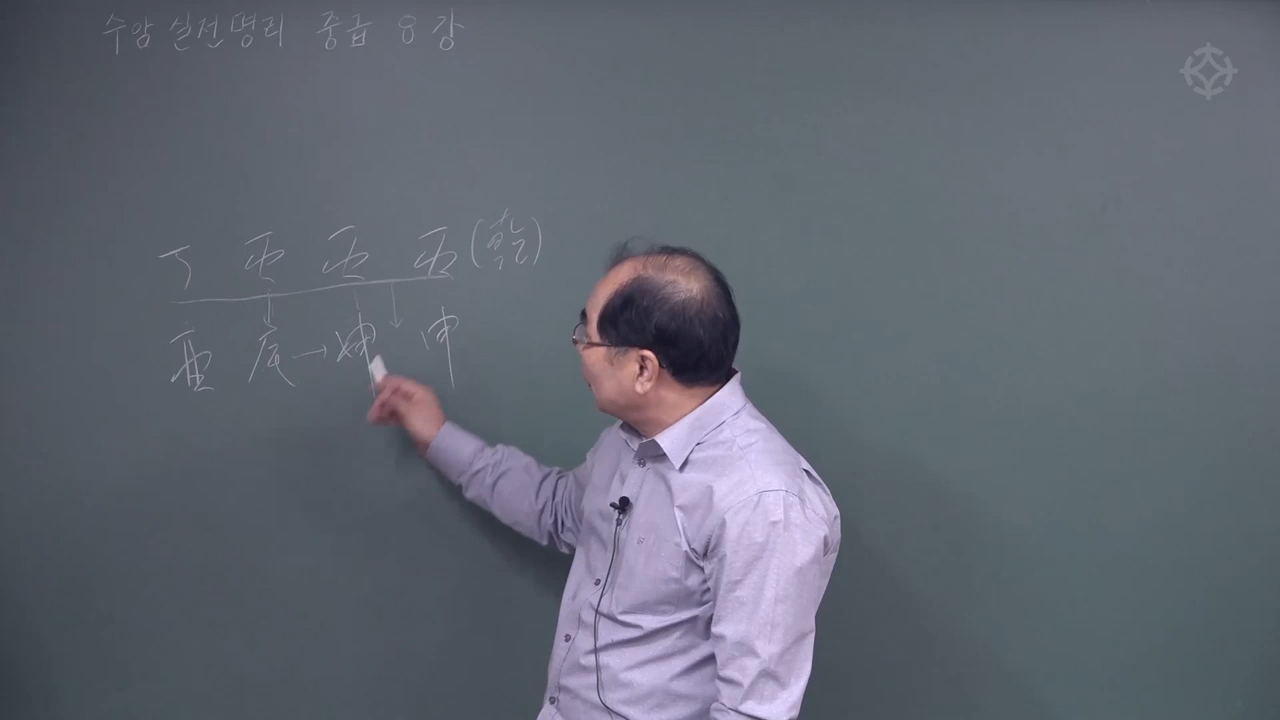 수암 실전명리 중급 8강
丁 丙 丙 丙 (乾)
酉 辰 → 申 申